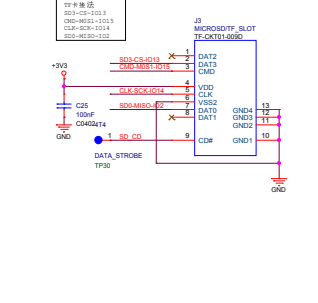 TF卡接法
SD3-CS-IO13
CMD-MOSI-IO15
CLK-SCK-IO14
SD0-MISO-IO2
J3
MICROSD/TF_SLOT
TF-CKT01-009D
+3V3
1 DAT2
SD3-CS-IO13 2 DAT3
CMD-M0S1-IO15 3 CMD
4 VDD
CLK-SCK-IO14 5 CLK
6 VSS2
SD0-MISO-IO2 7 DAT0
8 DAT1
GND4 13
GND3 12
GND2 11
GND1 10
C25
100nF
C0402
GND
T4
1 SD_CD 9 CD#
DATA_STROBE
TP30
GND